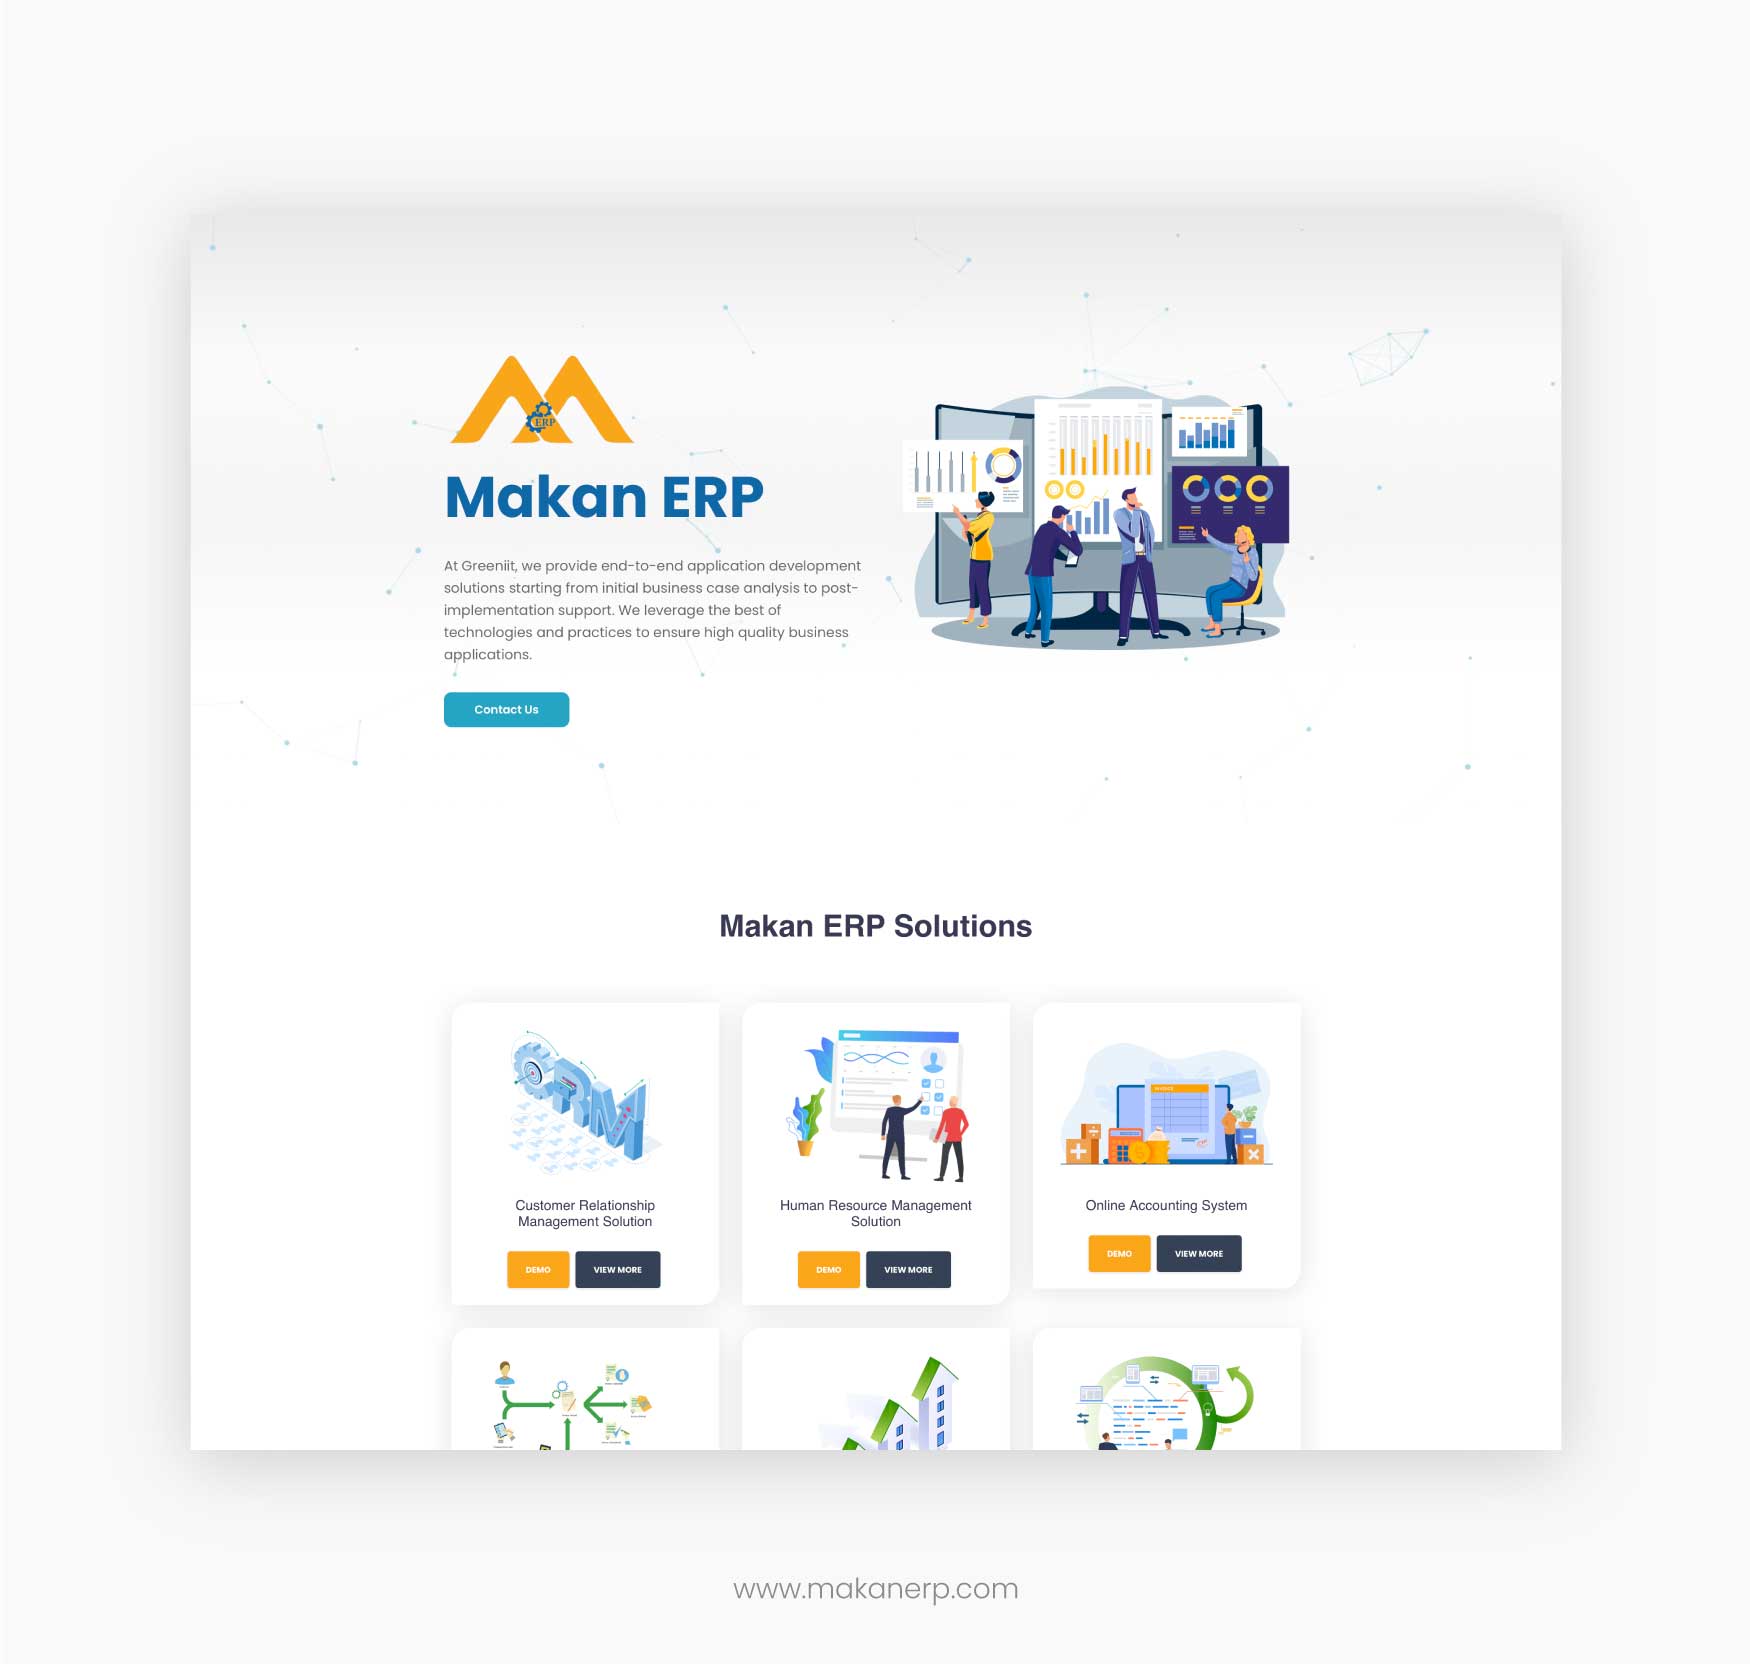 ERP
Makan ERP
At Greeniit, we provide end-to-end application development
solutions starting from initial business case analysis to post-
implementation support. We leverage the best of
technologies and practices to ensure high quality business
applications.
Contact Us
Makan ERP Solutions
CRM
INVOICE
Customer Relationship
Management Solution
DEMO
VIEW MORE
Human Resource Management
Solution
DEMO
VIEW MORE
Online Accounting System
DEMO
VIEW MORE
www.makanerp.com